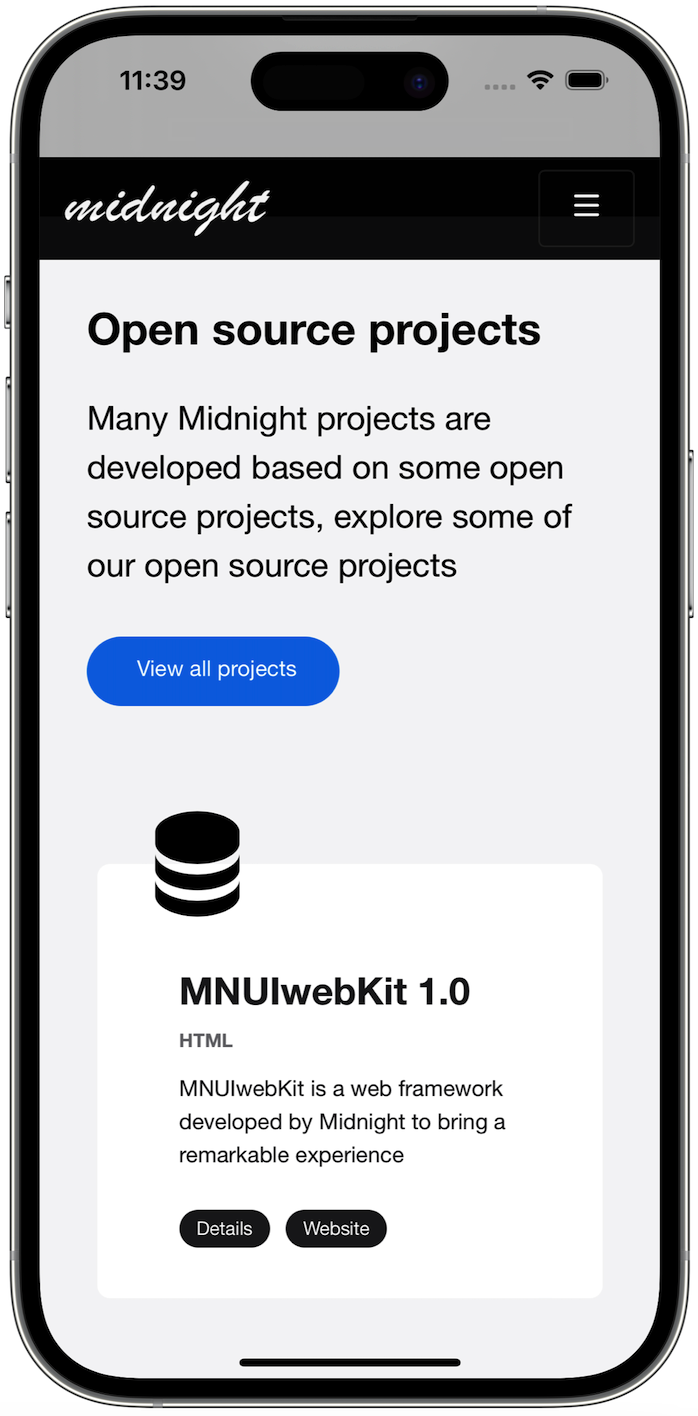 11:39
midnight
Open source projects
Many Midnight projects are
developed based on some open
source projects, explore some of
our open source projects
View all projects
MNUIwebKit 1.0
HTML
MNUIwebKit is a web framework
developed by Midnight to bring a
remarkable experience
Details Website